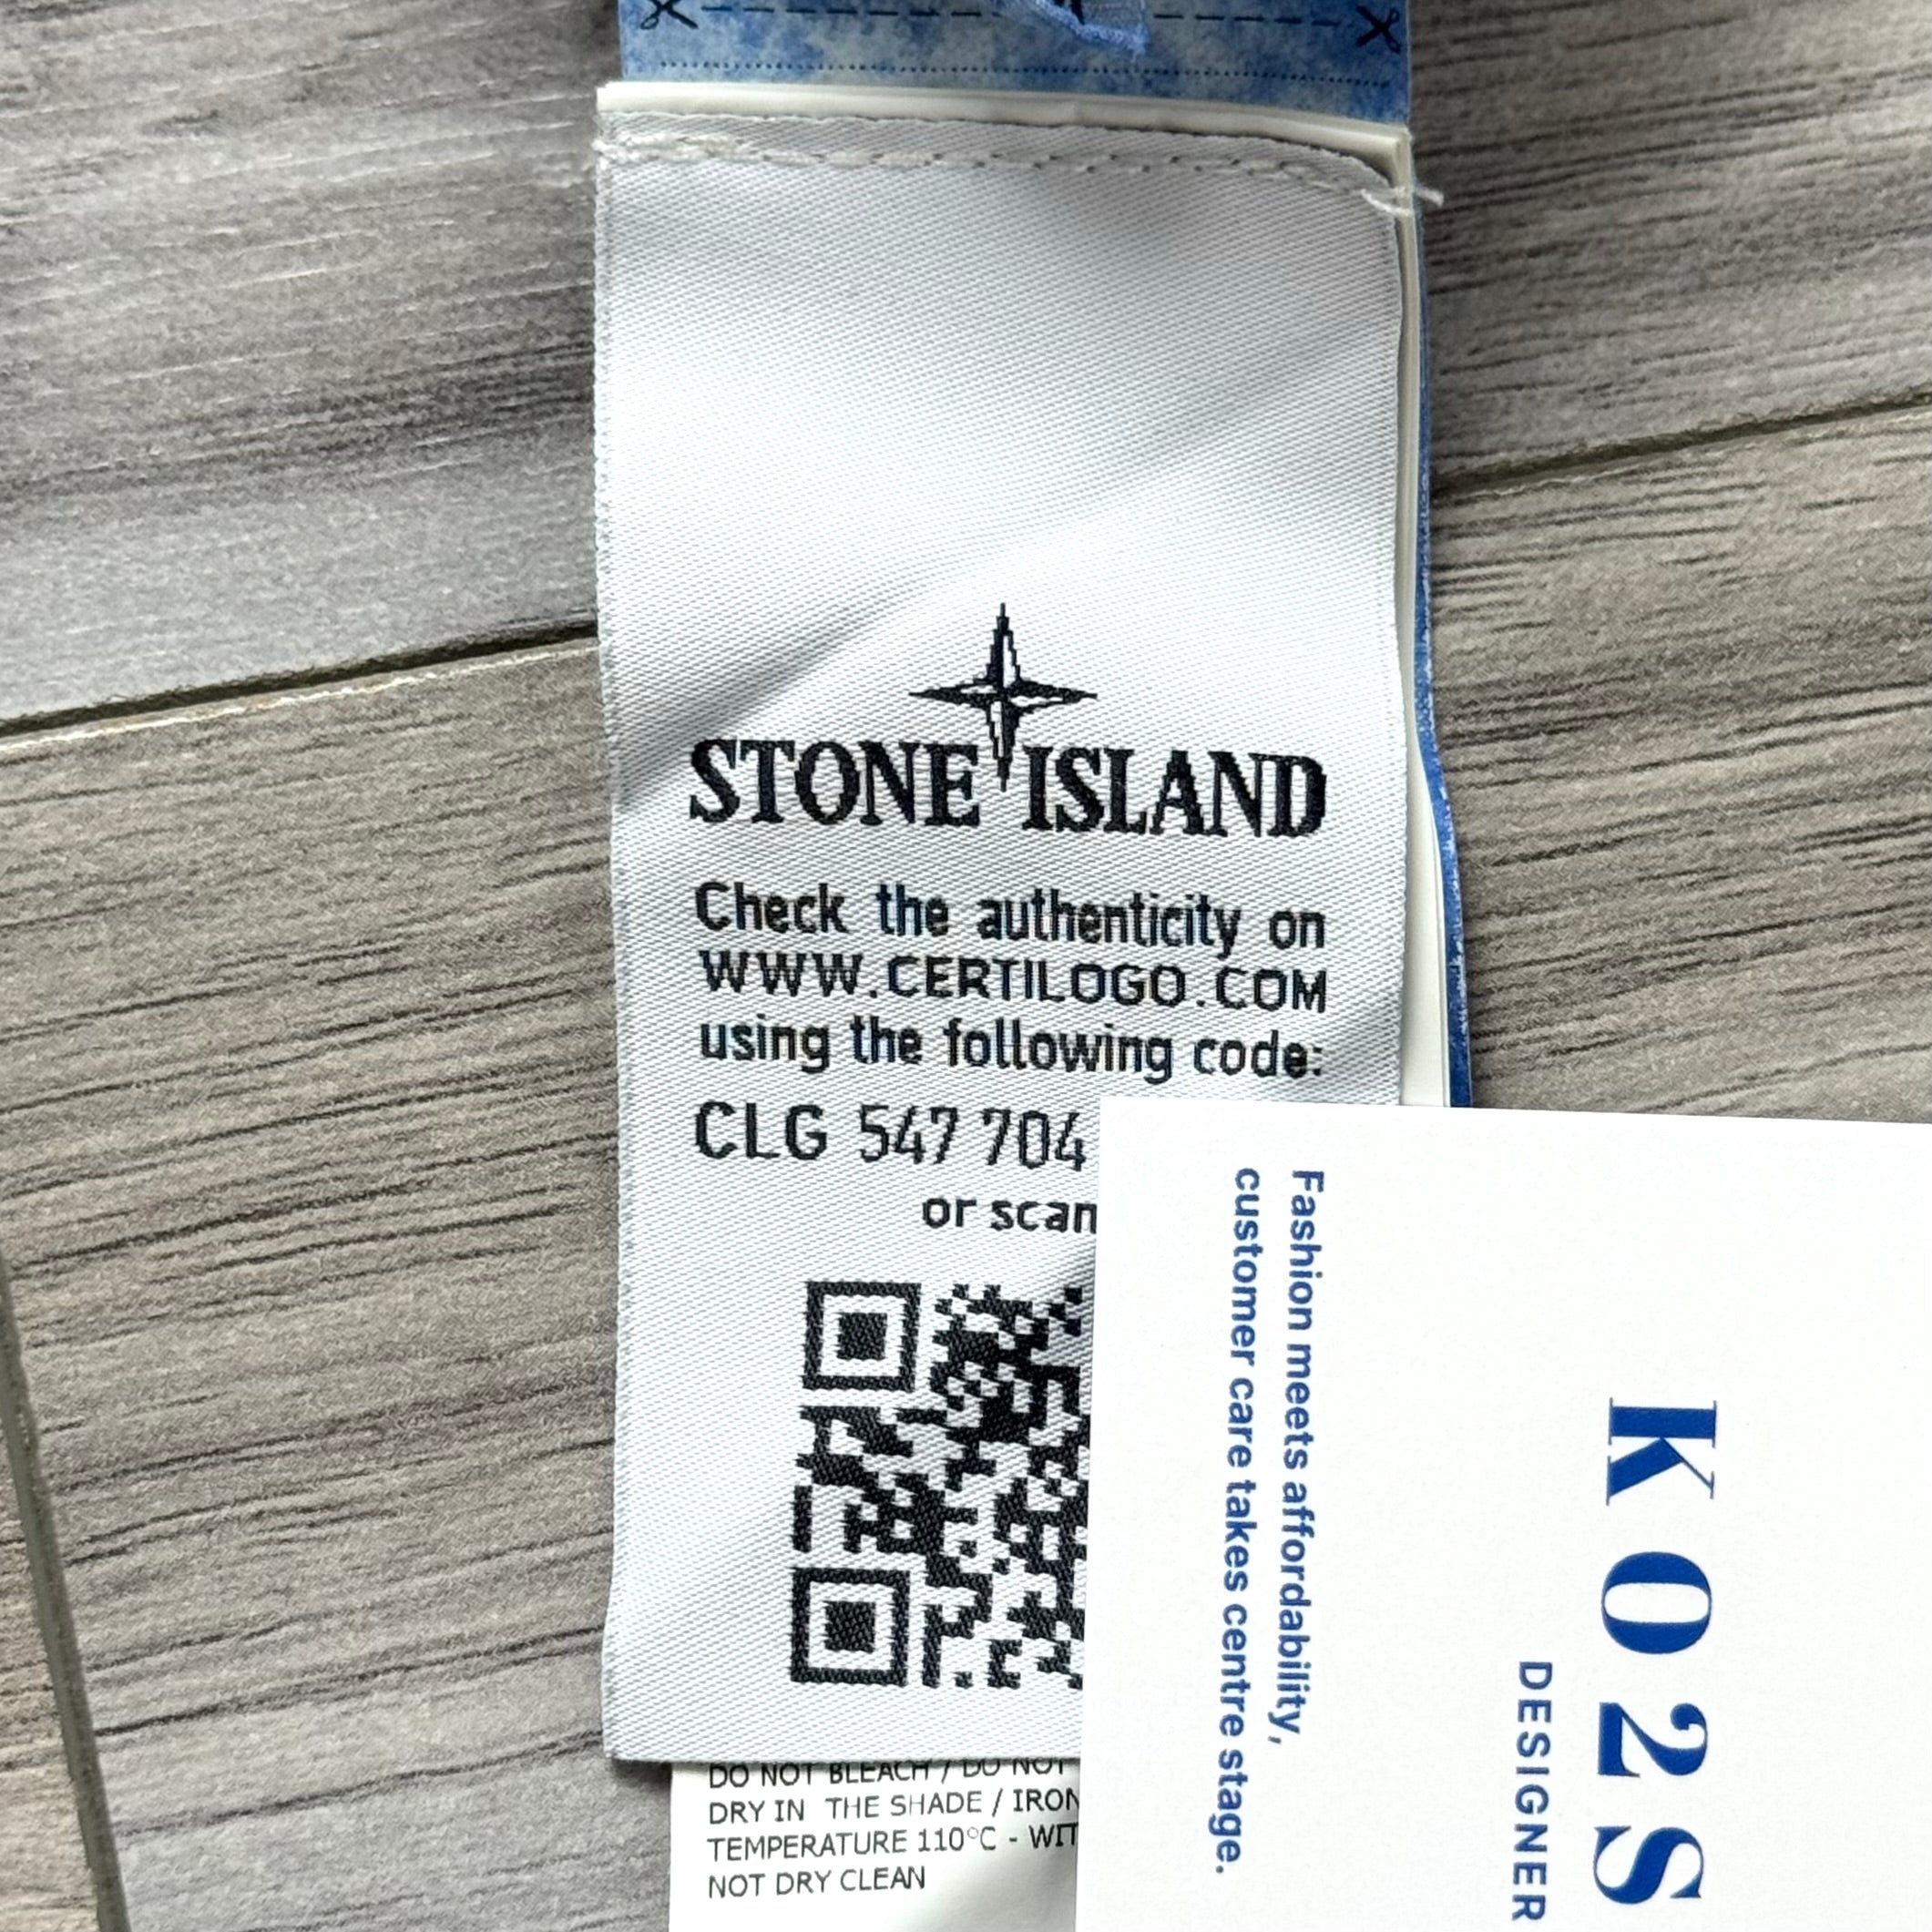 STONE ISLAND
Check the authenticity on
WWW.CERTILOGO.COM
using the following code:
CLG 547 704
or scan
DO NOT BLEACH / DO NOT
DRY IN THE SHADE / IRON
TEMPERATURE 110°C - WIT
NOT DRY CLEAN
K02S
DESIGNER
Fashion meets affordability,
customer care takes centre stage.